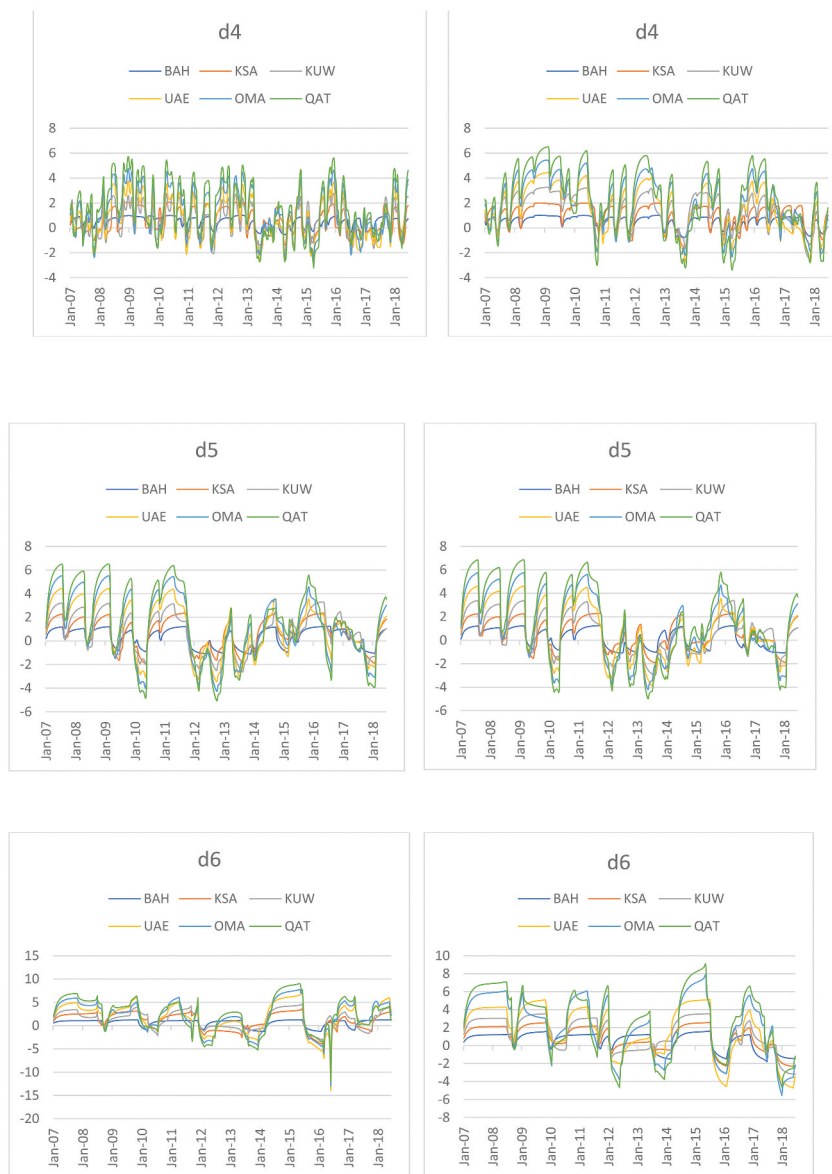 d4
BAH KSA KUW
UAE OMA QAT
8
6
4
2
0
-2
-4
Jan-07 Jan-08 Jan-09 Jan-10 Jan-11 Jan-12 Jan-13 Jan-14 Jan-15 Jan-16 Jan-17 Jan-18
d4
BAH KSA KUW
UAE OMA QAT
8
6
4
2
0
-2
-4
Jan-07 Jan-08 Jan-09 Jan-10 Jan-11 Jan-12 Jan-13 Jan-14 Jan-15 Jan-16 Jan-17 Jan-18
d5
BAH KSA KUW
UAE OMA QAT
8
6
4
2
0
-2
-4
-6
Jan-07 Jan-08 Jan-09 Jan-10 Jan-11 Jan-12 Jan-13 Jan-14 Jan-15 Jan-16 Jan-17 Jan-18
d5
BAH KSA KUW
UAE OMA QAT
8
6
4
2
0
-2
-4
-6
Jan-07 Jan-08 Jan-09 Jan-10 Jan-11 Jan-12 Jan-13 Jan-14 Jan-15 Jan-16 Jan-17 Jan-18
d6
BAH KSA KUW
UAE OMA QAT
15
10
5
0
-5
-10
-15
-20
Jan-07 Jan-08 Jan-09 Jan-10 Jan-11 Jan-12 Jan-13 Jan-14 Jan-15 Jan-16 Jan-17 Jan-18
d6
BAH KSA KUW
UAE OMA QAT
10
8
6
4
2
0
-2
-4
-6
-8
Jan-07 Jan-08 Jan-09 Jan-10 Jan-11 Jan-12 Jan-13 Jan-14 Jan-15 Jan-16 Jan-17 Jan-18